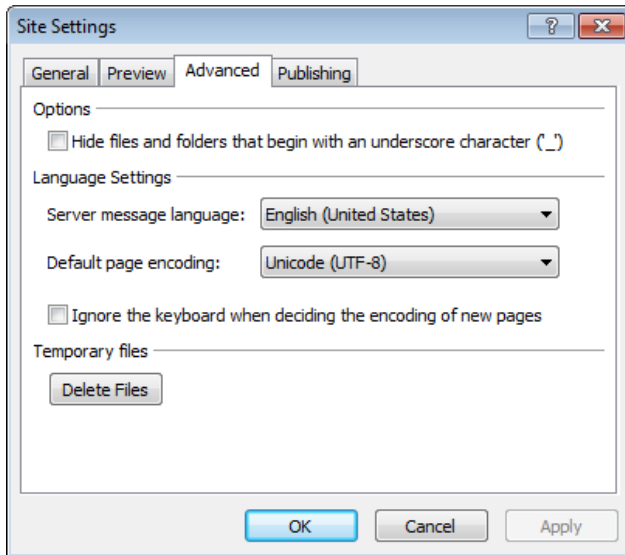 Site Settings
General Preview Advanced Publishing
Options
Hide files and folders that begin with an underscore character ('_')
Language Settings
Server message language: English (United States)
Default page encoding: Unicode (UTF-8)
Ignore the keyboard when deciding the encoding of new pages
Temporary files
Delete Files
OK Cancel Apply